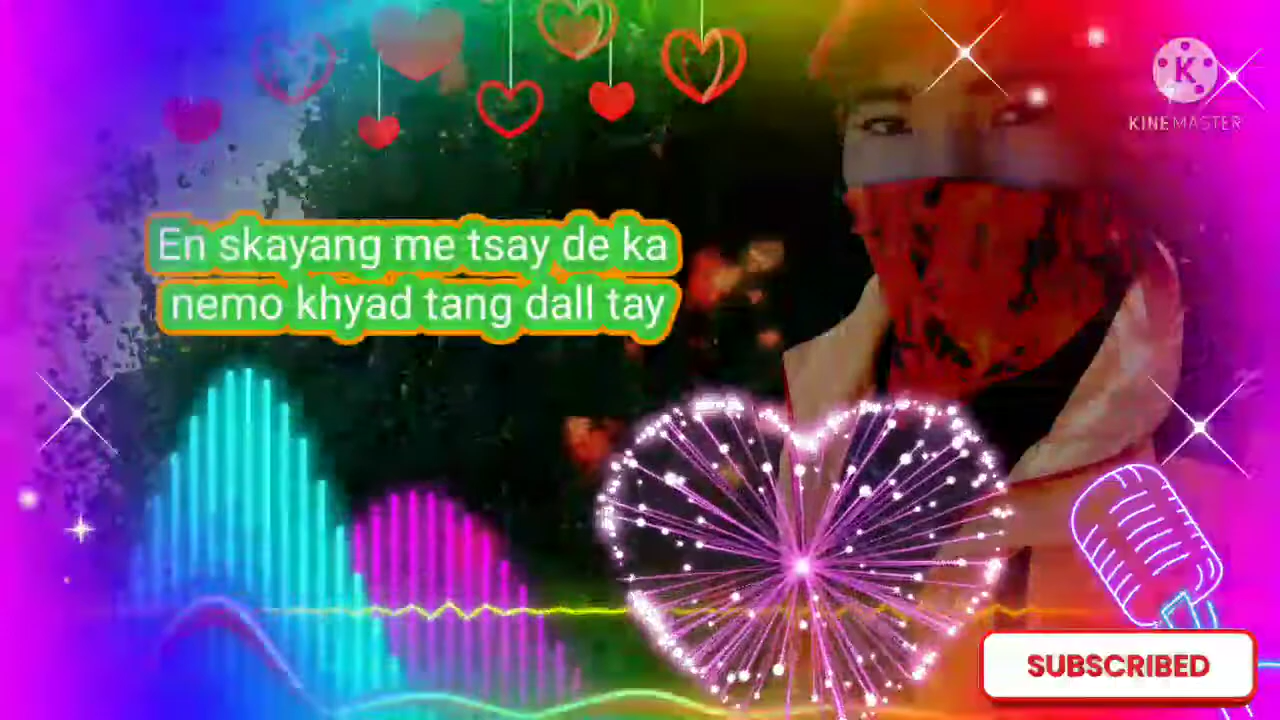 K
KINEMASTER
En skayang me tsay de ka
nemo khyad tang dall tay
SUBSCRIBED